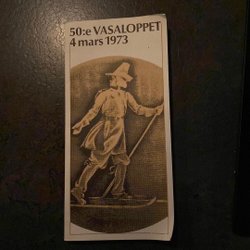 50:e VASALOPPET
4 mars 1973